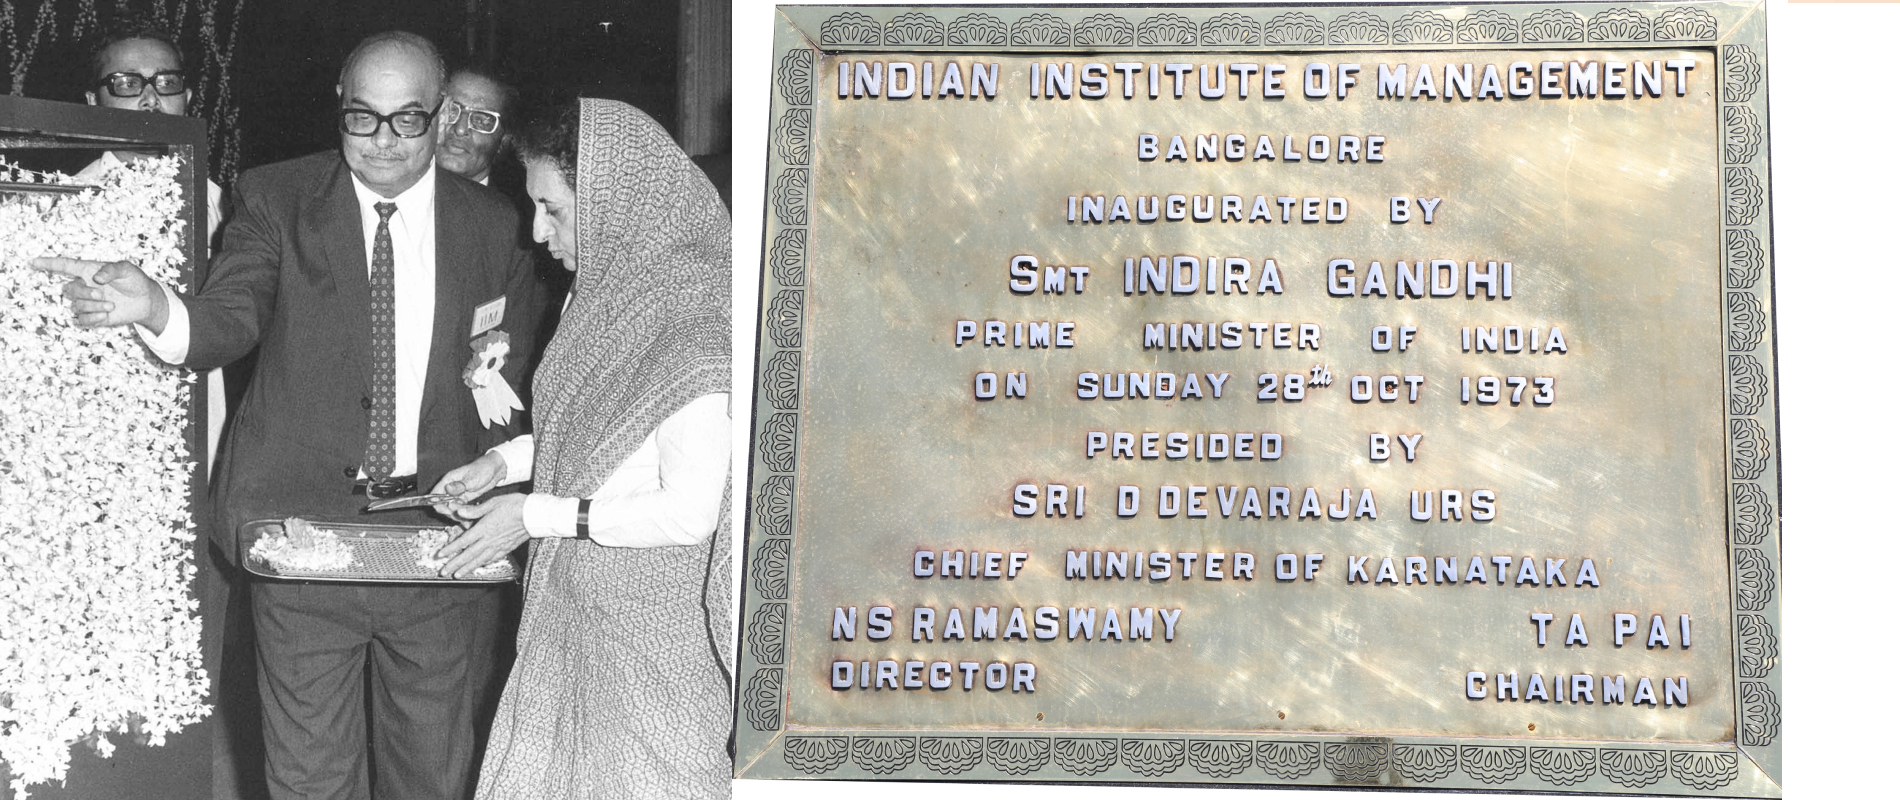 IIM
INDIAN INSTITUTE OF MANAGEMENT
BANGALORE
INAUGURATED BY
SMT INDIRA GANDHI
PRIME MINISTER OF INDIA
ON SUNDAY 28th OCT 1973
PRESIDED BY
SRI D DEVARAJA URS
CHIEF MINISTER OF KARNATAKA
NS RAMASWAMY TA PAI
DIRECTOR CHAIRMAN